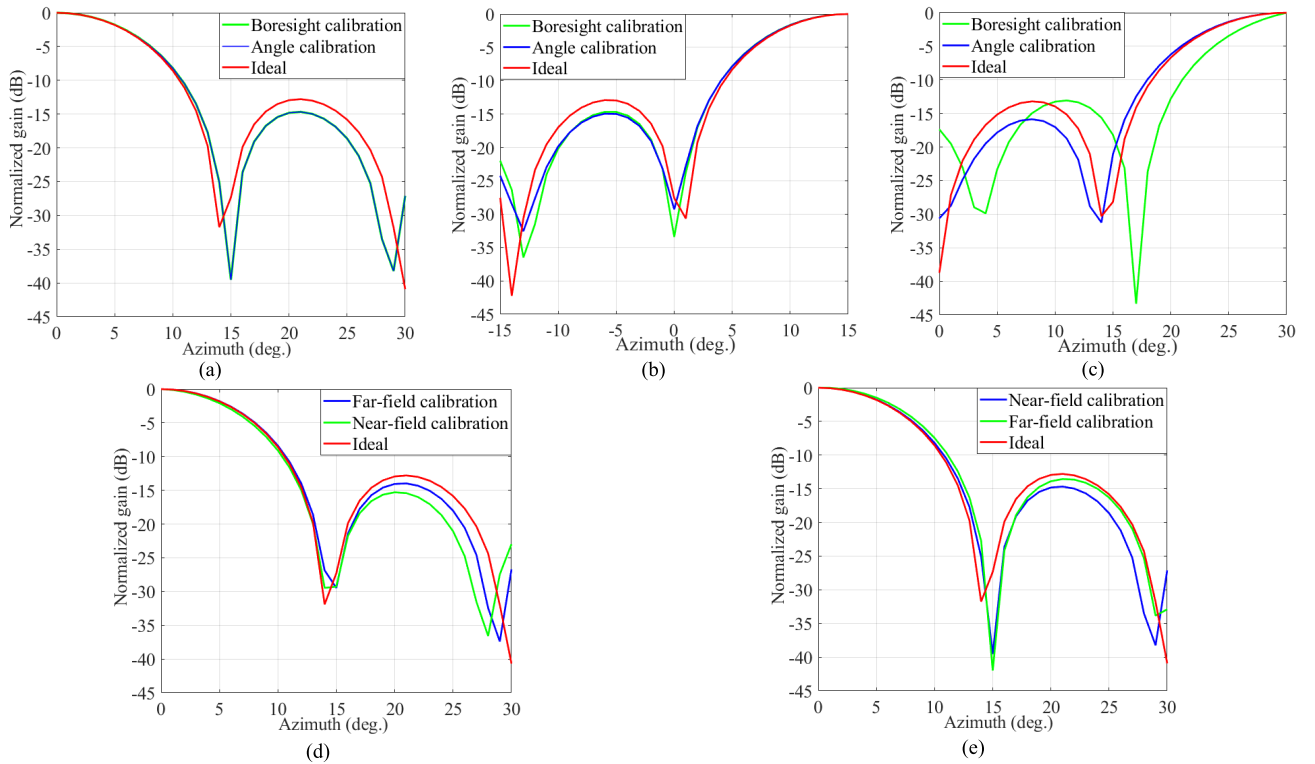 Boresight calibration
Angle calibration
Ideal
Normalized gain (dB)
0
-5
-10
-15
-20
-25
-30
-35
-40
-45
0 5 10 15 20 25 30
Azimuth (deg.)
(a)
Boresight calibration
Angle calibration
Ideal
Normalized gain (dB)
0
-5
-10
-15
-20
-25
-30
-35
-40
-45
-15 -10 -5 0 5 10 15
Azimuth (deg.)
(b)
Boresight calibration
Angle calibration
Ideal
Normalized gain (dB)
0
-5
-10
-15
-20
-25
-30
-35
-40
-45
0 5 10 15 20 25 30
Azimuth (deg.)
(c)
Far-field calibration
Near-field calibration
Ideal
Normalized gain (dB)
0
-5
-10
-15
-20
-25
-30
-35
-40
-45
0 5 10 15 20 25 30
Azimuth (deg.)
(d)
Near-field calibration
Far-field calibration
Ideal
Normalized gain (dB)
0
-5
-10
-15
-20
-25
-30
-35
-40
-45
0 5 10 15 20 25 30
Azimuth (deg.)
(e)